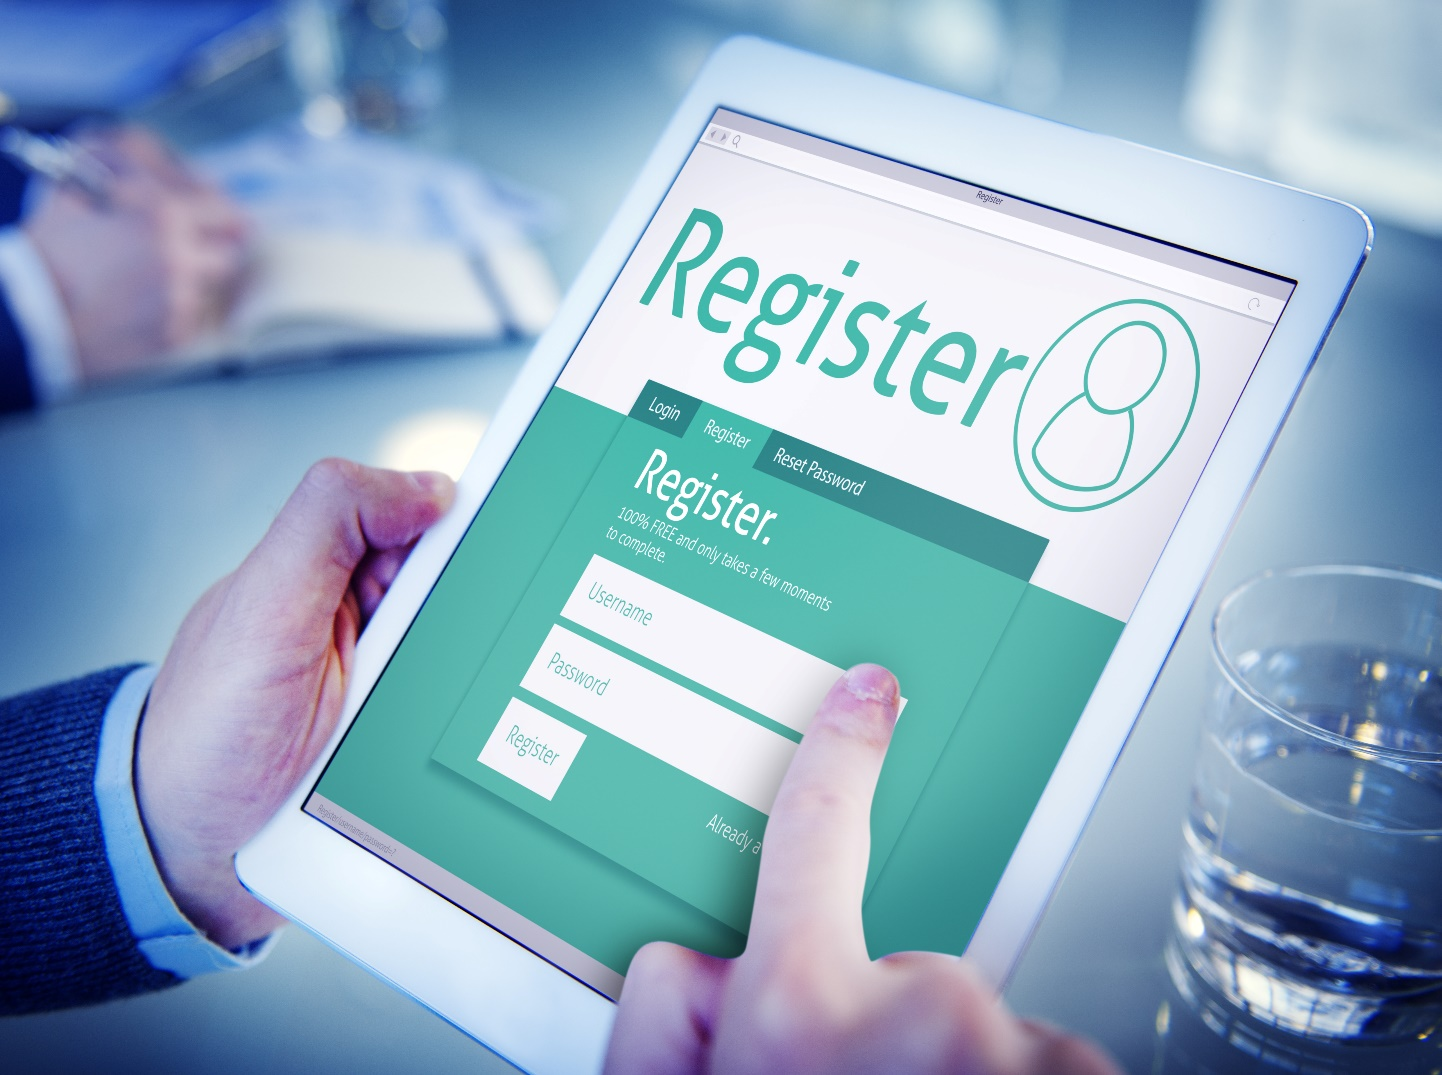 Register
Register
Login
Register
Reset Password
Register.
100% FREE and only takes a few moments
to complete.
Username
Password
Register
Already a